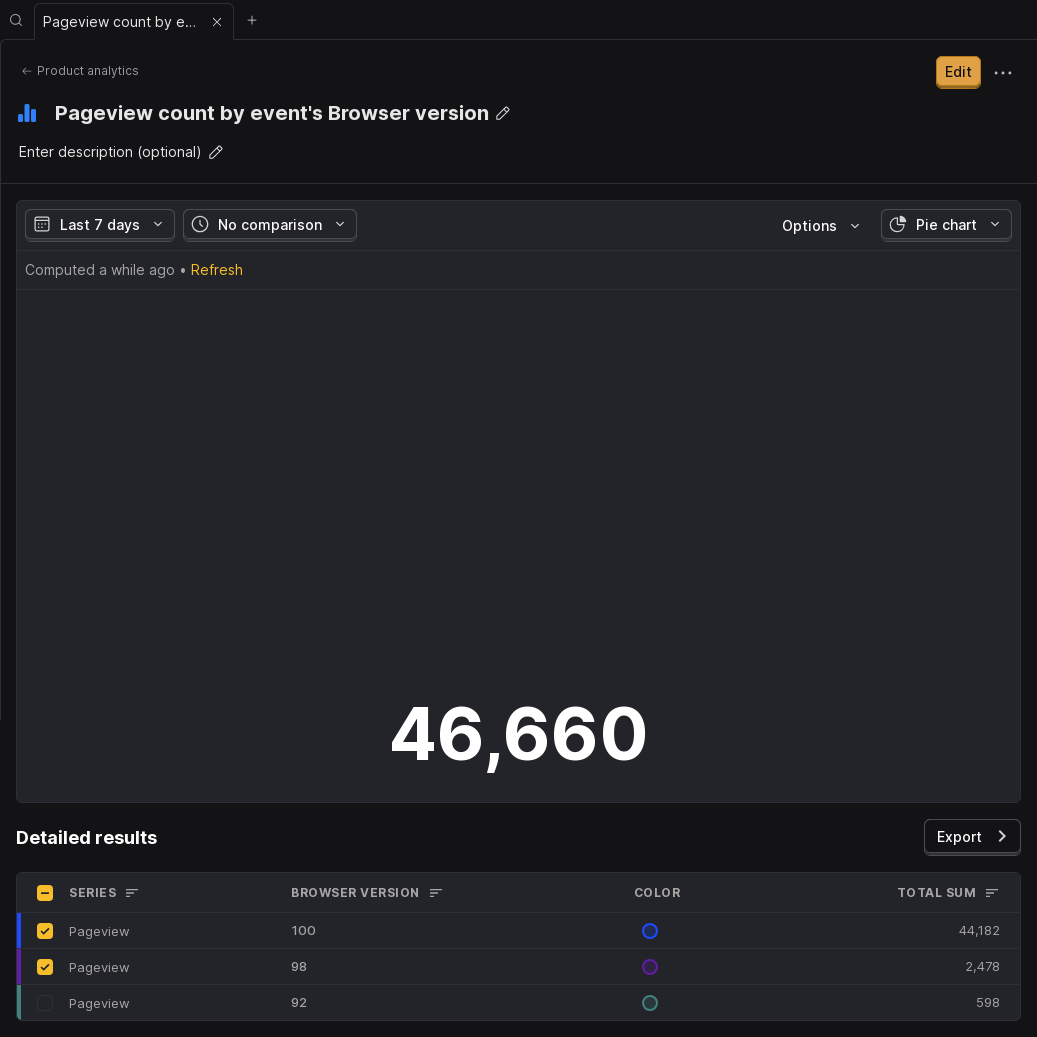 Pageview count by e...
Product analytics
Edit
Pageview count by event's Browser version
Enter description (optional)
Last 7 days No comparison Options Pie chart
Computed a while ago • Refresh
46,660
Detailed results
Export
SERIES BROWSER VERSION COLOR TOTAL SUM
Pageview 100 44,182
Pageview 98 2,478
Pageview 92 598